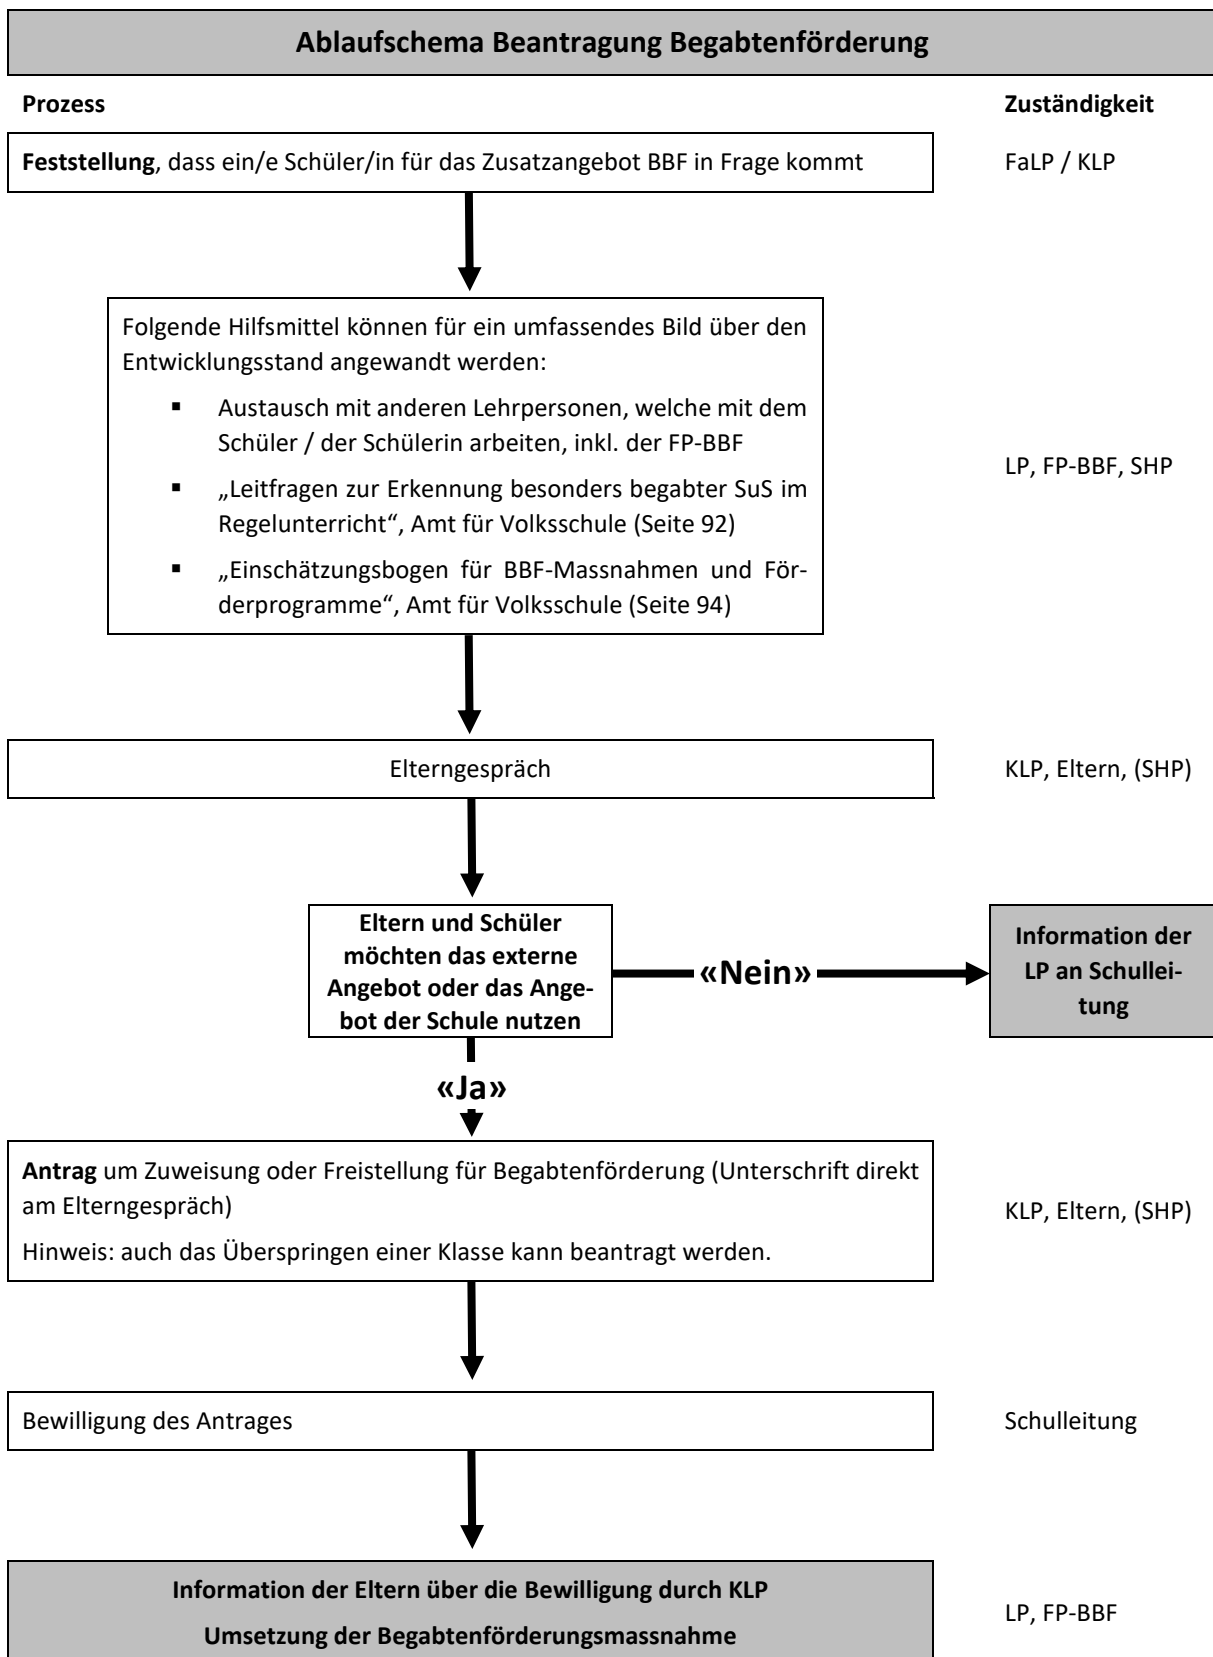 Ablaufschema Beantragung Begabtenförderung
Prozess
Zuständigkeit
Feststellung, dass ein/e Schüler/in für das Zusatzangebot BBF in Frage kommt
FaLP / KLP
Folgende Hilfsmittel können für ein umfassendes Bild über den
Entwicklungsstand angewandt werden:
▪ Austausch mit anderen Lehrpersonen, welche mit dem
Schüler / der Schülerin arbeiten, inkl. der FP-BBF
▪ „Leitfragen zur Erkennung besonders begabter SuS im
Regelunterricht“, Amt für Volksschule (Seite 92)
▪ „Einschätzungsbogen für BBF-Massnahmen und För-
derprogramme“, Amt für Volksschule (Seite 94)
LP, FP-BBF, SHP
Elterngespräch
KLP, Eltern, (SHP)
Eltern und Schüler
möchten das externe
Angebot oder das Ange-
bot der Schule nutzen
«Nein»
Information der
LP an Schullei-
tung
«Ja»
Antrag um Zuweisung oder Freistellung für Begabtenförderung (Unterschrift direkt
am Elterngespräch)
Hinweis: auch das Überspringen einer Klasse kann beantragt werden.
KLP, Eltern, (SHP)
Bewilligung des Antrages
Schulleitung
Information der Eltern über die Bewilligung durch KLP
Umsetzung der Begabtenförderungsmassnahme
LP, FP-BBF